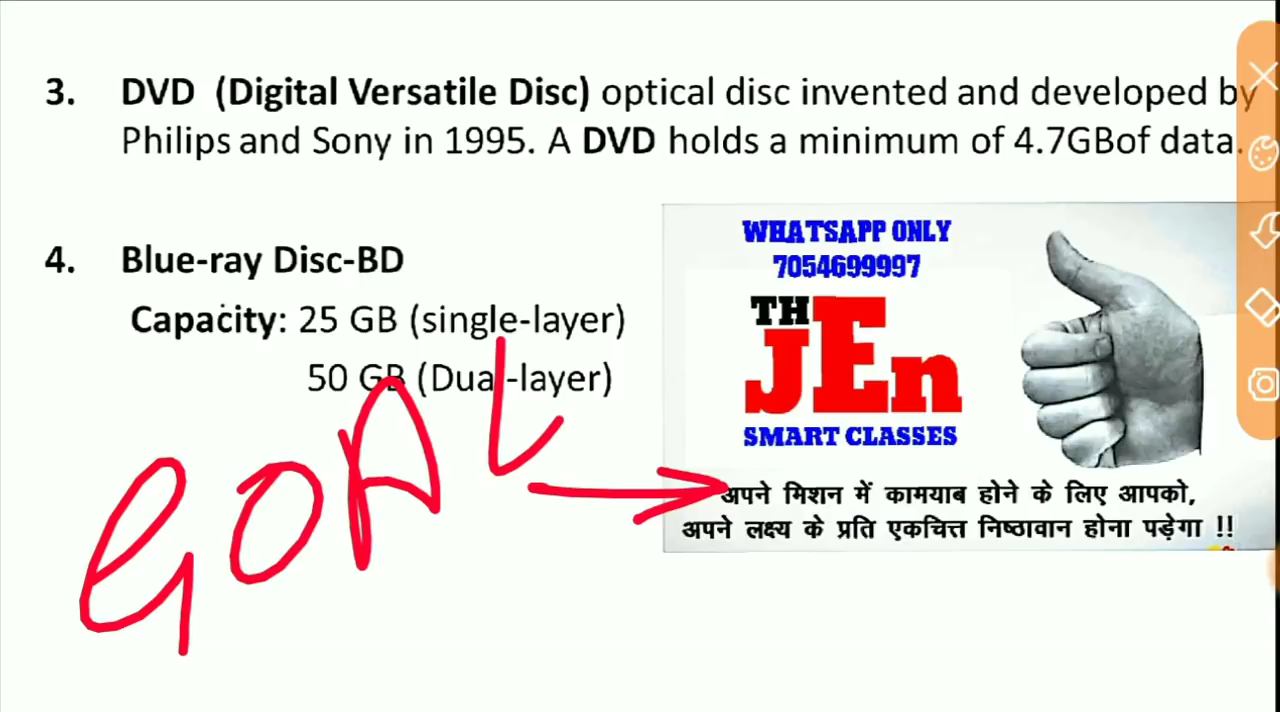 3. DVD (Digital Versatile Disc) optical disc invented and developed by
Philips and Sony in 1995. A DVD holds a minimum of 4.7GBof data.
4. Blue-ray Disc-BD
Capacity: 25 GB (single-layer)
50 GB (Dual-layer)
GOAL
WHATSAPP ONLY
7054699997
TH
JEn
SMART CLASSES
अपने मिशन में कामयाब होने के लिए आपको,
अपने लक्ष्य के प्रति एकचित्त निष्ठावान होना पड़ेगा !!